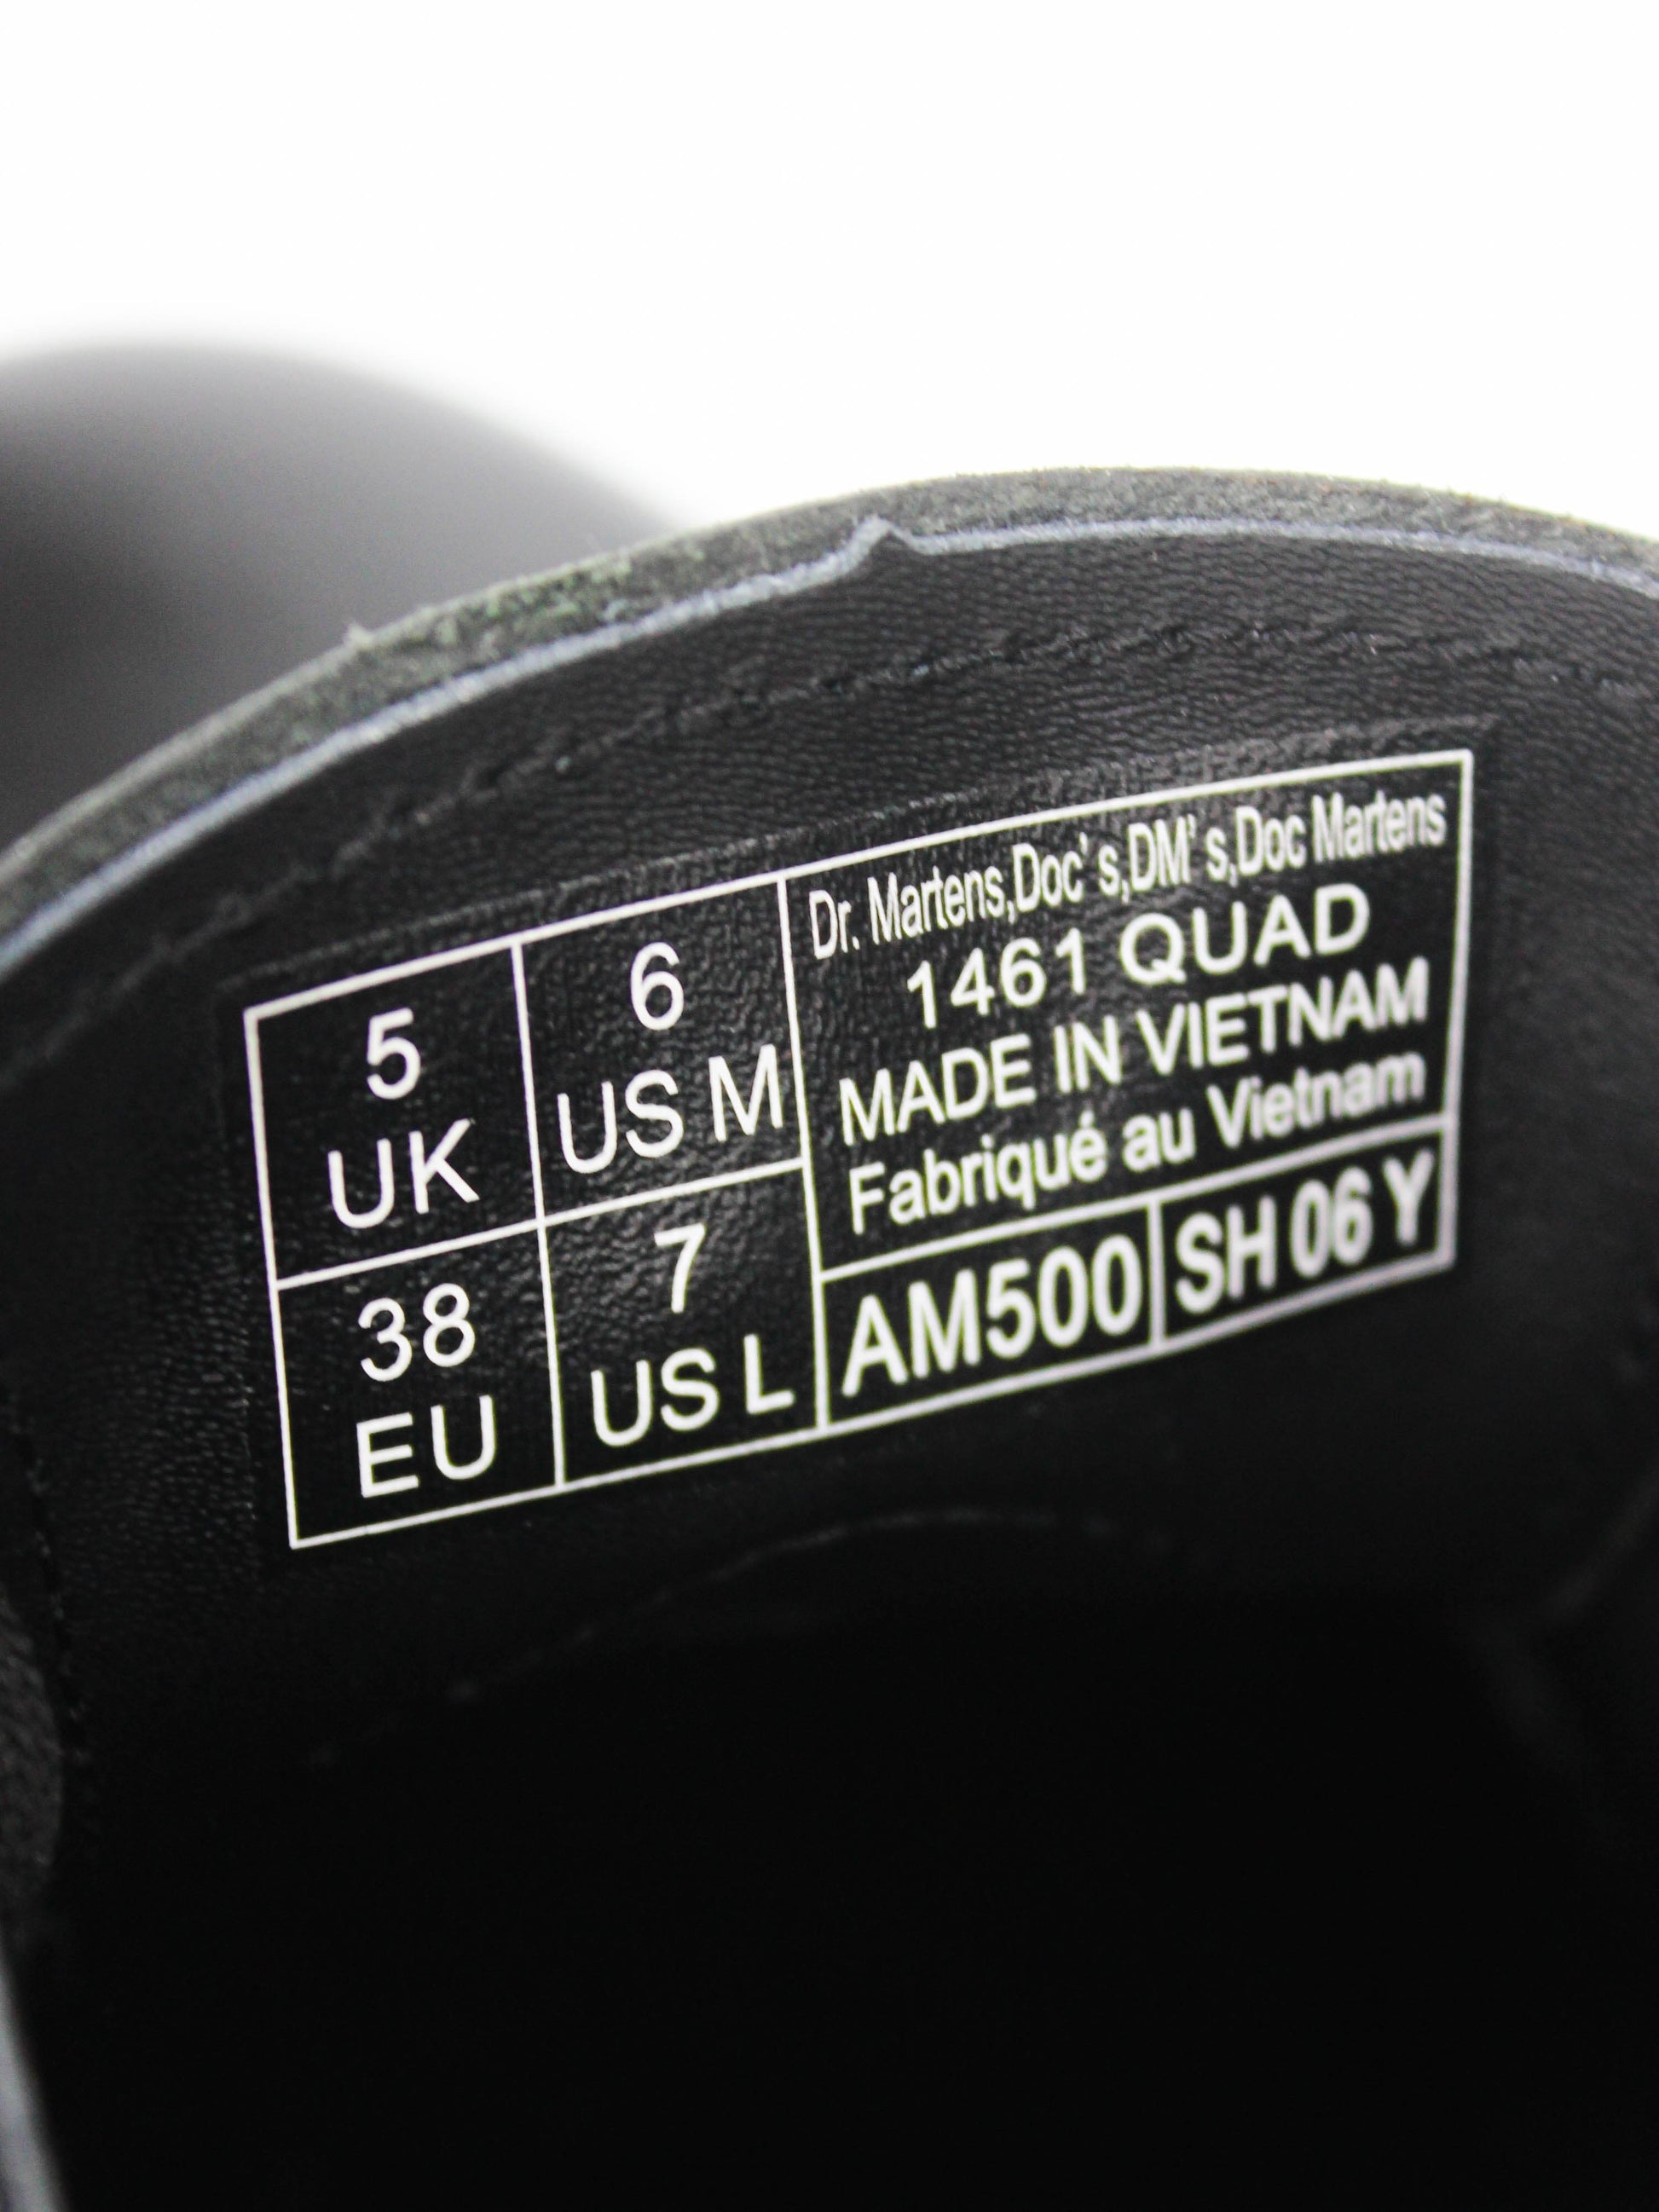 5
UK
6
US M
38
EU
7
US L
Dr. Martens,Doc's,DM's,Doc Martens
1461 QUAD
MADE IN VIETNAM
Fabriqué au Vietnam
AM500
SH 06 Y